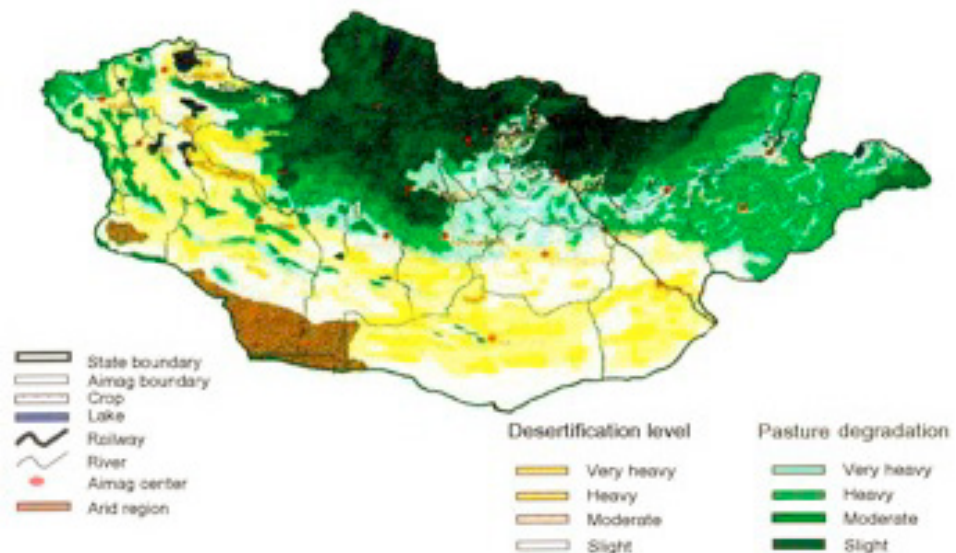 State boundary
Aimag boundary
Crop
Lake
Railway
River
Aimag center
Arid region
Desertification level
Very heavy
Heavy
Moderate
Slight
Pasture degradation
Very heavy
Heavy
Moderate
Slight